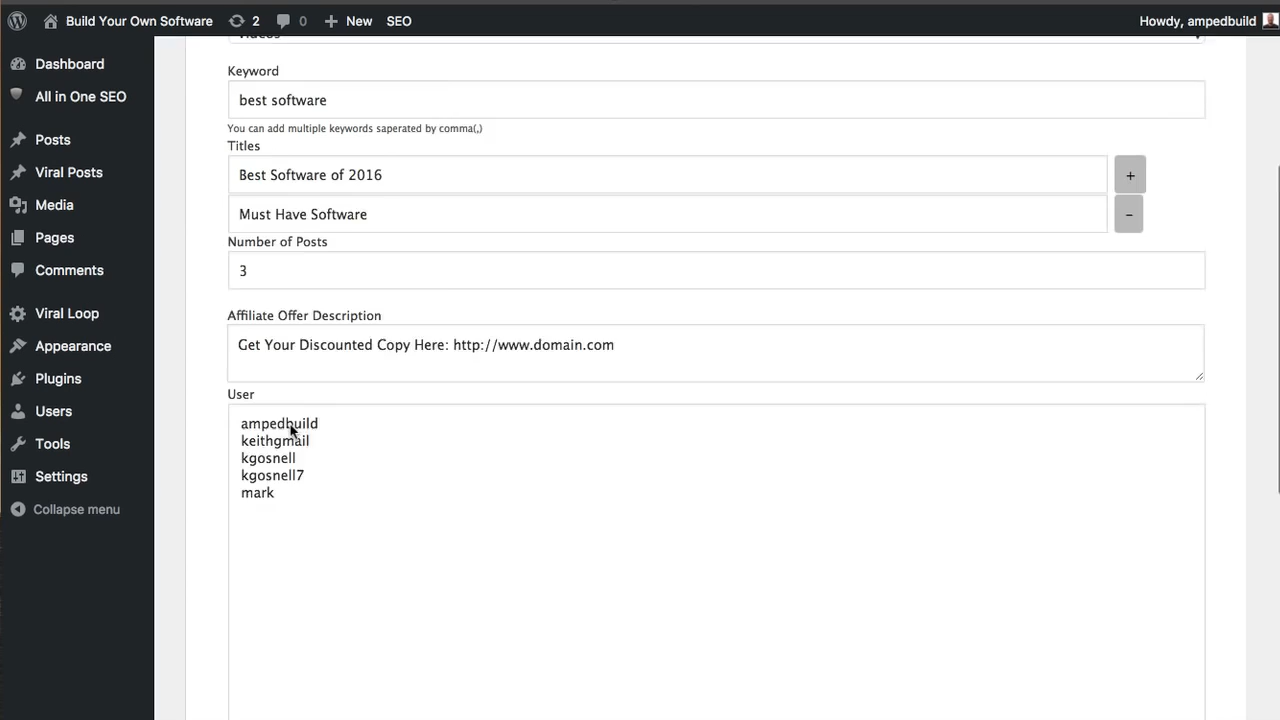 Build Your Own Software 2 0 New SEO Howdy, ampedbuild
Dashboard
All in One SEO
Posts
Viral Posts
Media
Pages
Comments
Viral Loop
Appearance
Plugins
Users
Tools
Settings
Collapse menu
Videos
Keyword
best software
You can add multiple keywords saperated by comma(,)
Titles
Best Software of 2016 +
Must Have Software -
Number of Posts
3
Affiliate Offer Description
Get Your Discounted Copy Here: http://www.domain.com
User
ampedbuild
keithgmail
kgosnell
kgosnell7
mark